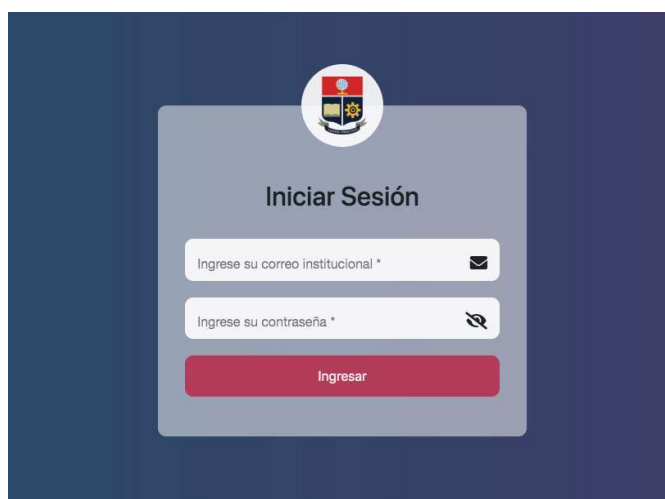 Iniciar Sesión
Ingrese su correo institucional *
Ingrese su contraseña *
Ingresar